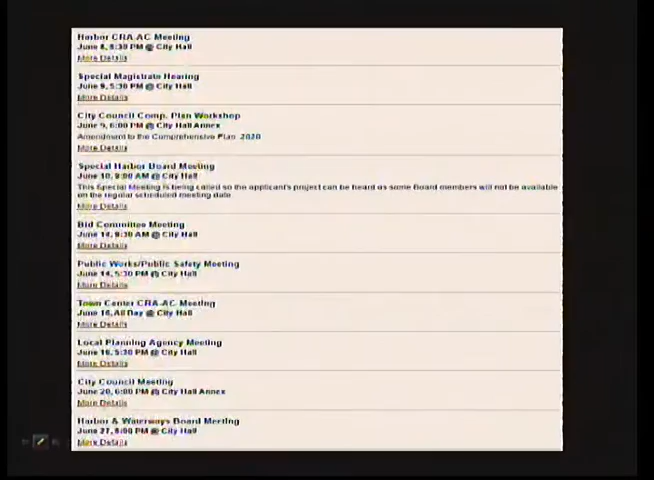 Harbor CRA-AC Meeting
June 8, 5:30 PM @ City Hall
More Details
Special Magistrate Hearing
June 9, 5:30 PM @ City Hall
More Details
City Council Comp. Plan Workshop
June 9, 6:00 PM @ City Hall Annex
Amendment to the Comprehensive Plan 2020
More Details
Special Harbor Board Meeting
June 10, 9:00 AM @ City Hall
More Details
This Special Meeting is being called so the applicant's project can be heard as some Board members will not be available
on the regular scheduled meeting date.
More Details
Bid Committee Meeting
June 14, 9:30 AM @ City Hall
More Details
Public Works/Public Safety Meeting
June 14, 5:30 PM @ City Hall
More Details
Town Center CRA-AC Meeting
June 16, All Day @ City Hall
More Details
Local Planning Agency Meeting
June 16, 5:30 PM @ City Hall
More Details
City Council Meeting
June 20, 6:00 PM @ City Hall Annex
More Details
Harbor & Waterways Board Meeting
June 27, 6:00 PM @ City Hall
More Details